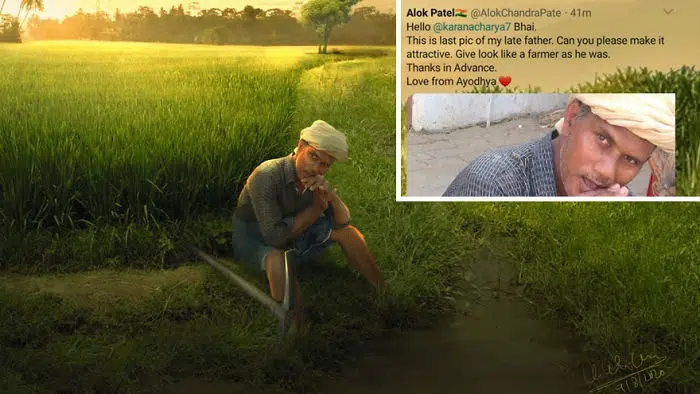 Alok Patel🇮🇳 @AlokChandraPate · 41m
Hello @karanacharya7 Bhai.
This is last pic of my late father. Can you please make it
attractive. Give look like a farmer as he was.
Thanks in Advance.
Love from Ayodhya ❤️